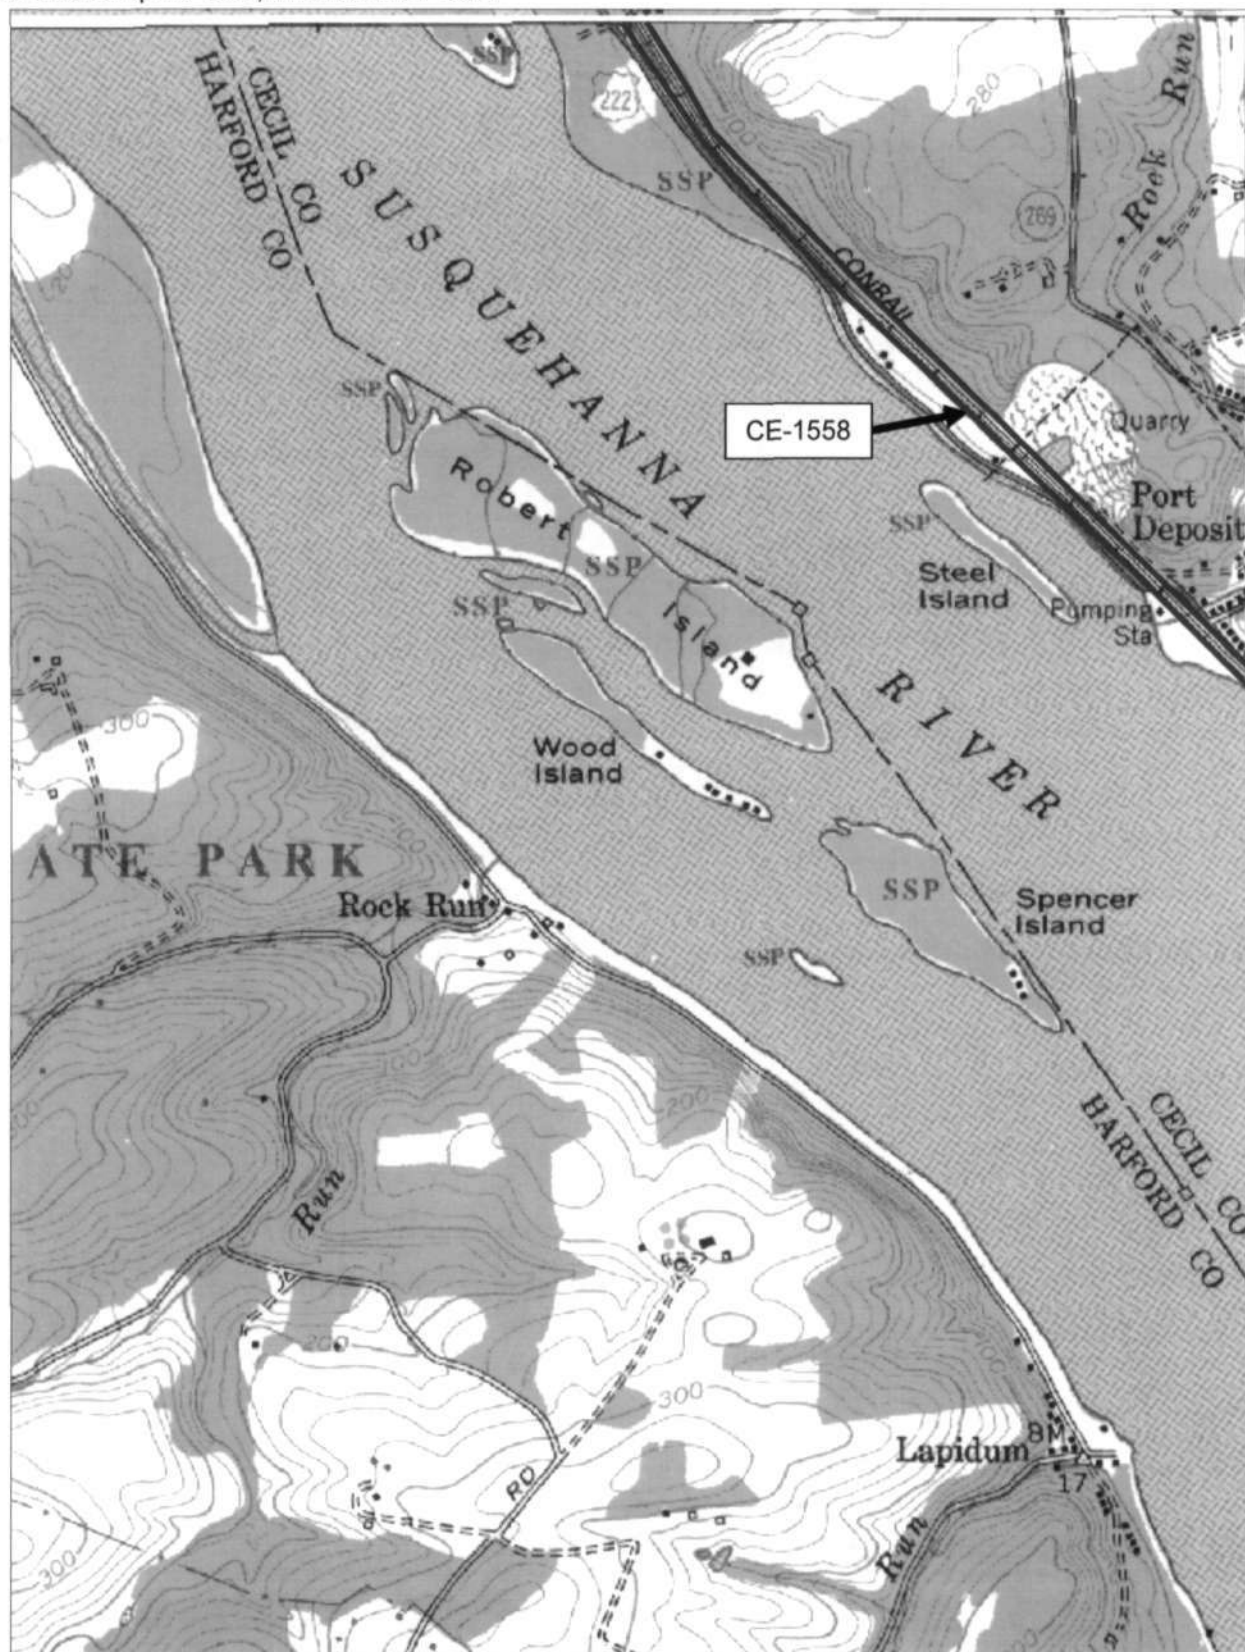 SSP
CECIL CO
HARFORD CO
222
280
Run
Rock
SSP
269
SUSQUEHANNA
RIVER
CONRAIL
SSP
CE-1558
Quarry
Robert
Island
SSP
SSP
SSP
Port
Deposit
Steel
Island
Pumping
Sta
300
Wood
Island
ATE PARK
Rock Run
SSP
Spencer
Island
SSP
200
CECIL CO
HARFORD CO
Run
300
Lapidum
8M
17
RD
Run
300